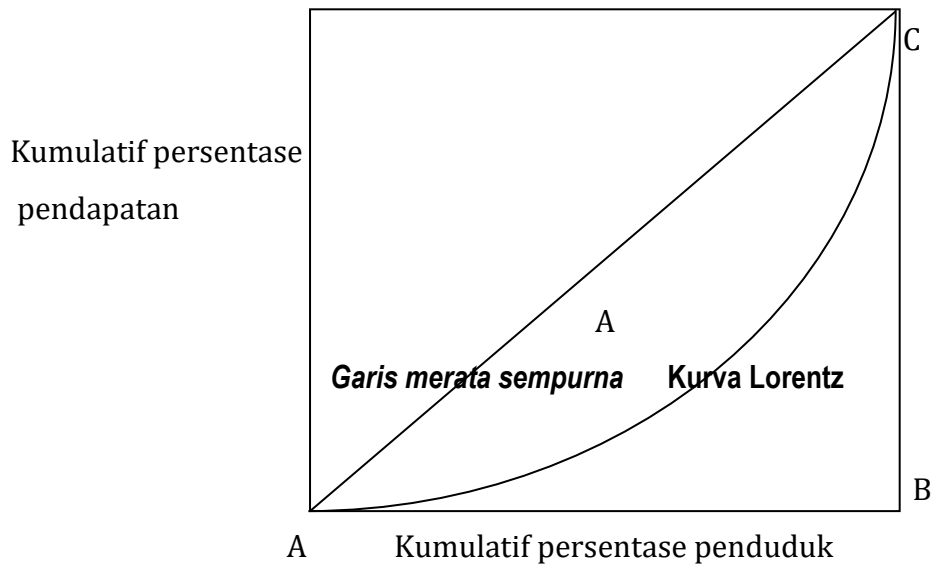 C
Kumulatif persentase
pendapatan
A
Garis merata sempurna
Kurva Lorentz
B
A
Kumulatif persentase penduduk